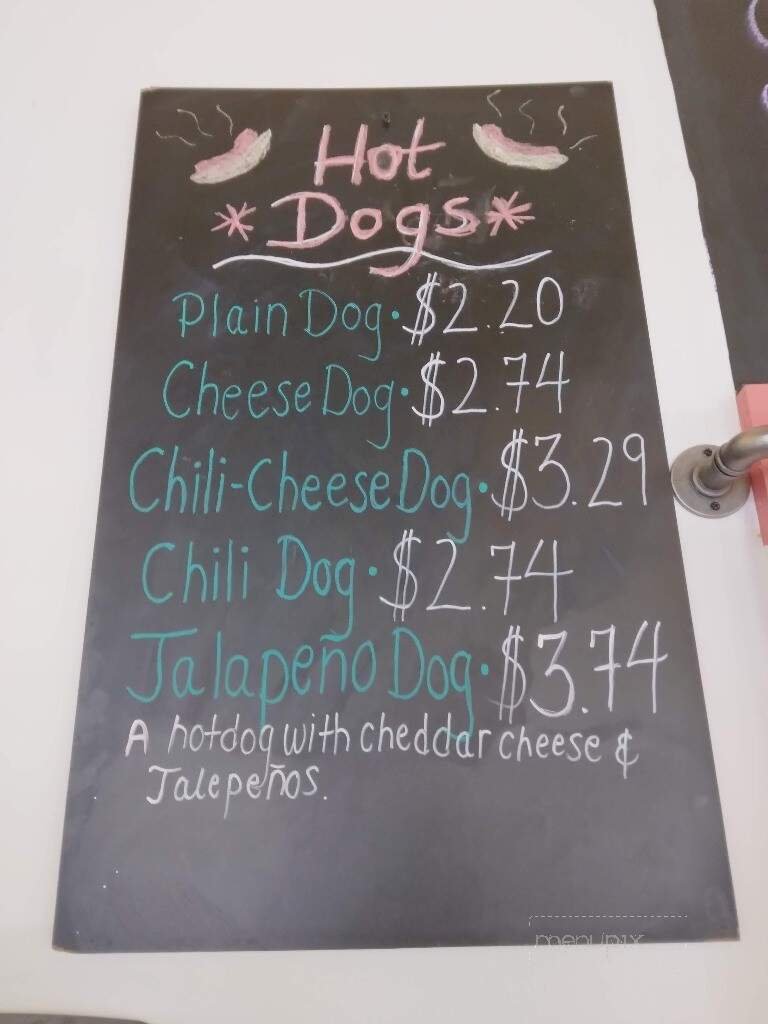 Hot
*Dogs*
Plain Dog · $2.20
Cheese Dog · $2.74
Chili-Cheese Dog · $3.29
Chili Dog · $2.74
Jalapeño Dog · $3.74
A hotdog with cheddar cheese &
Jalepeños.
menupix